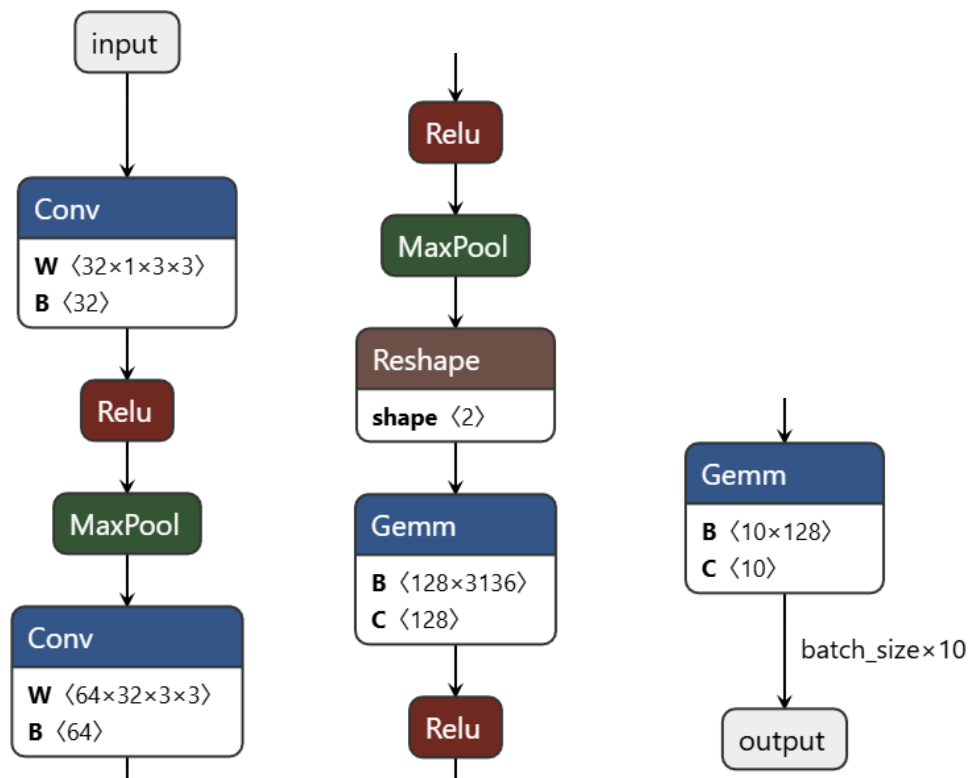 input
Conv
W 〈32×1×3×3〉
B 〈32〉
Relu
MaxPool
Conv
W 〈64×32×3×3〉
B 〈64〉
Relu
MaxPool
Reshape
shape 〈2〉
Gemm
B 〈128×3136〉
C 〈128〉
Relu
Gemm
B 〈10×128〉
C 〈10〉
batch_size×10
output